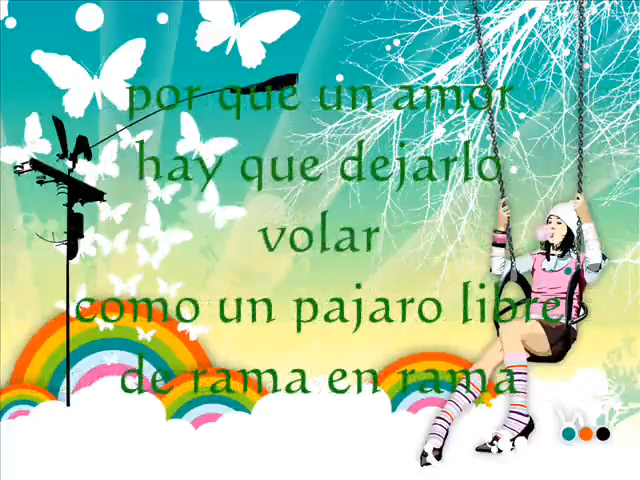 por que un amor
hay que dejarlo
volar
como un pajaro libre
de rama en rama